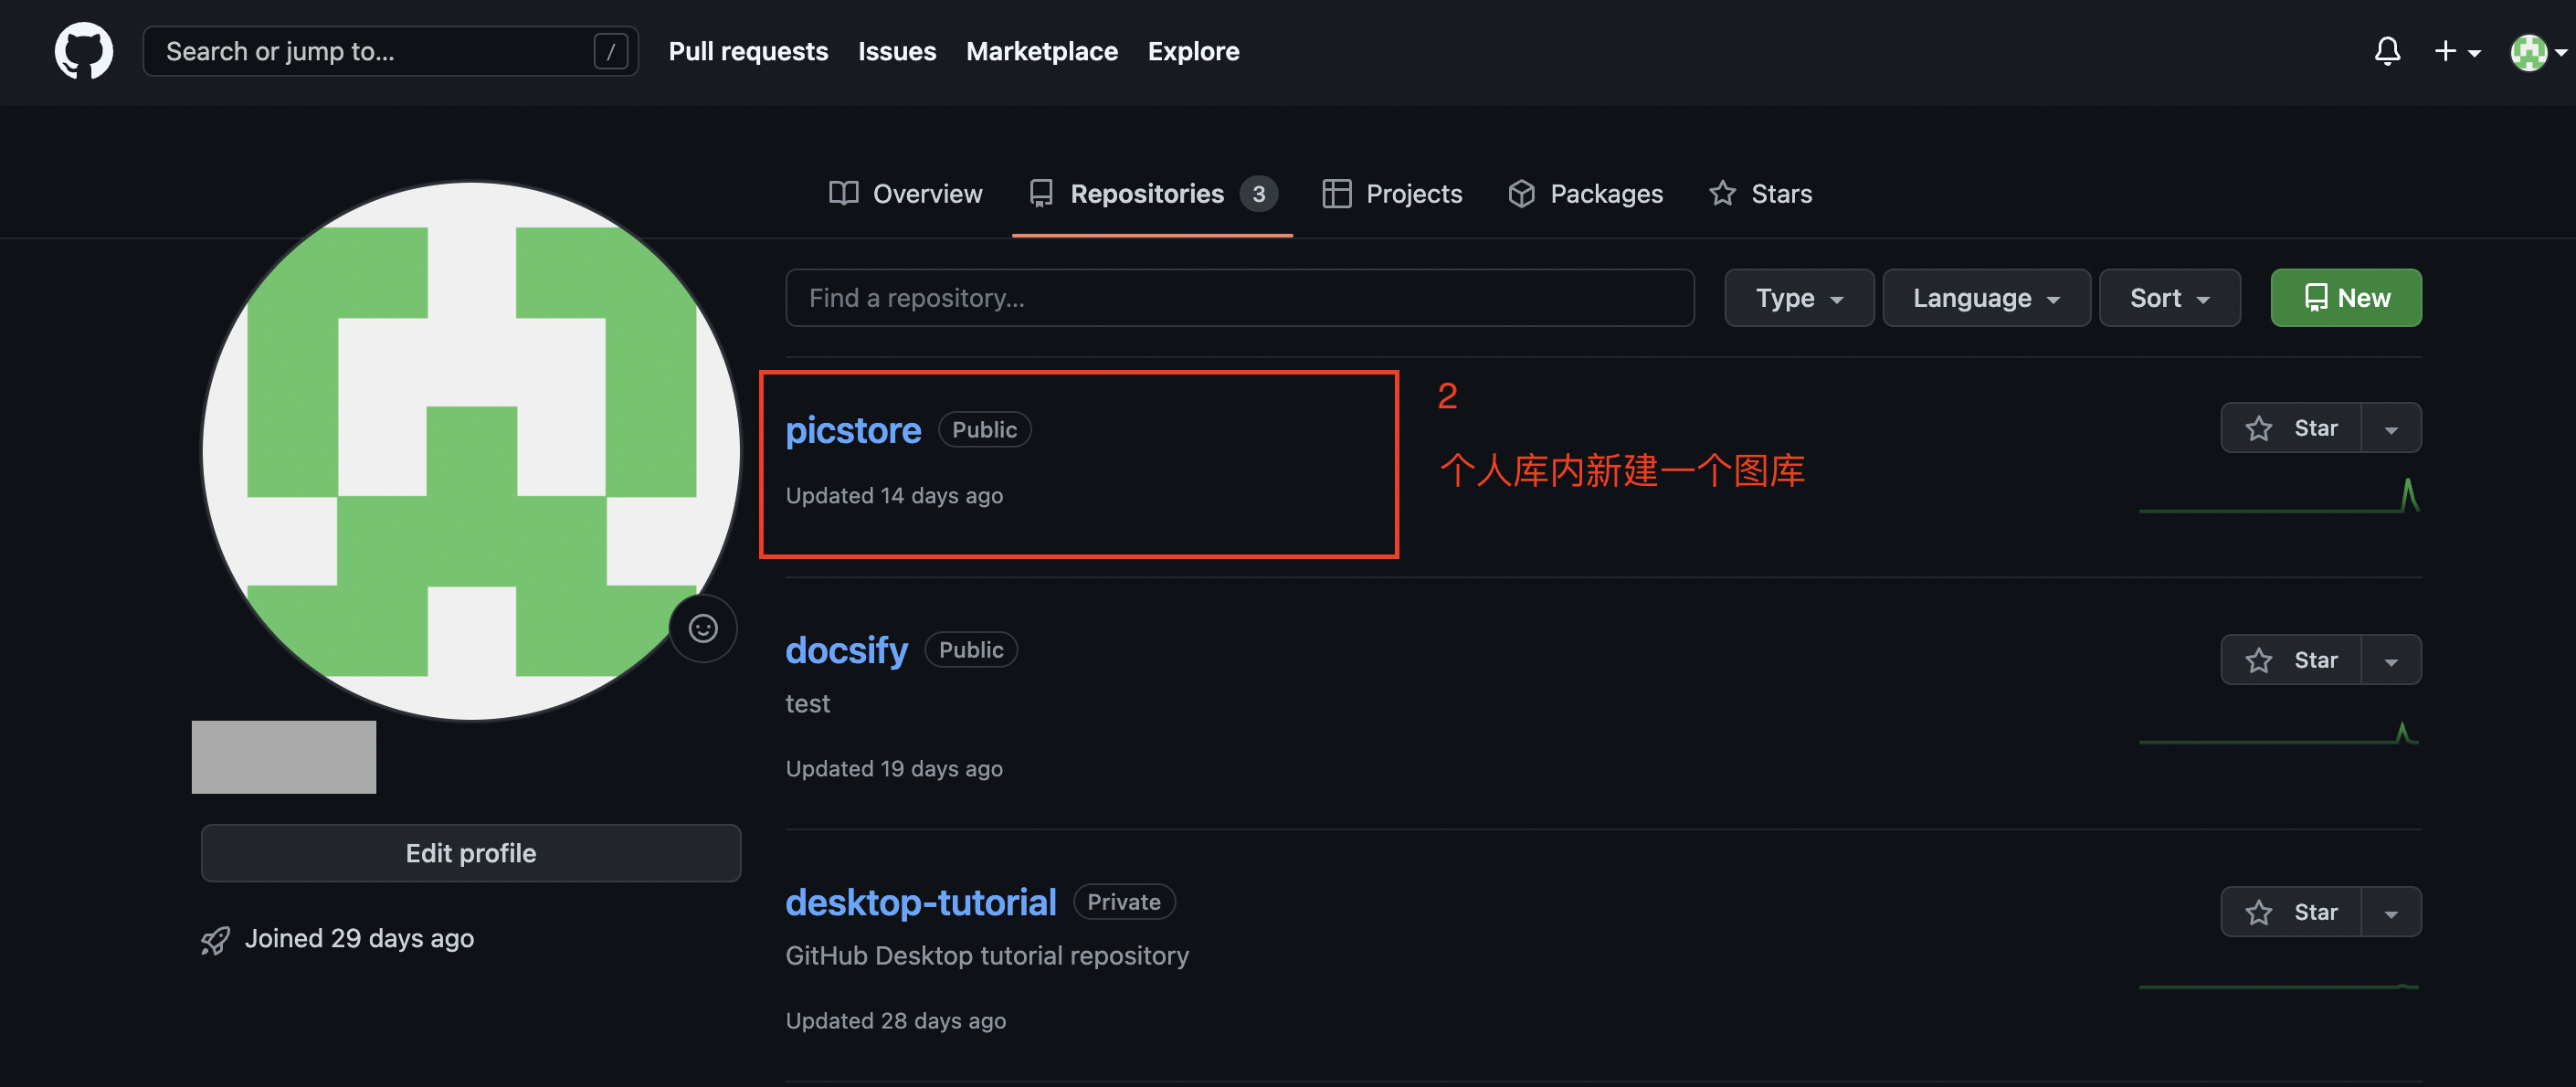 Search or jump to... /
Pull requests
Issues
Marketplace
Explore
Overview
Repositories 3
Projects
Packages
Stars
Find a repository...
Type
Language
Sort
New
picstore Public
Updated 14 days ago
2
个人库内新建一个图库
Star
docsify Public
test
Updated 19 days ago
Star
Edit profile
Joined 29 days ago
desktop-tutorial Private
GitHub Desktop tutorial repository
Updated 28 days ago
Star